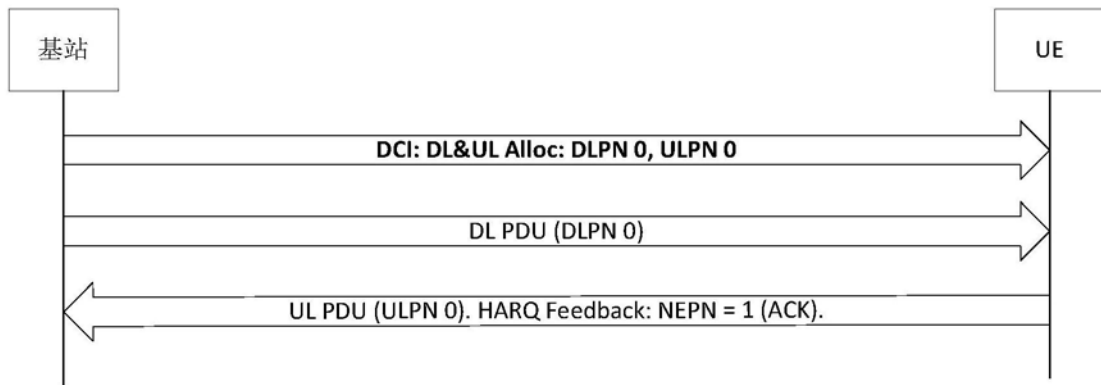 基站
UE
DCI: DL&UL Alloc: DLPN 0, ULPN 0
DL PDU (DLPN 0)
UL PDU (ULPN 0). HARQ Feedback: NEPN = 1 (ACK).